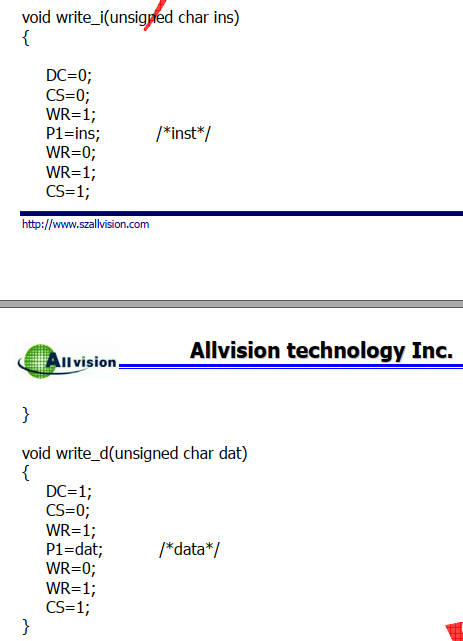 void write_i(unsigned char ins)
{
DC=0;
CS=0;
WR=1;
P1=ins; /*inst*/
WR=0;
WR=1;
CS=1;
http://www.szallvision.com
Allvision
Allvision technology Inc.
}
void write_d(unsigned char dat)
{
DC=1;
CS=0;
WR=1;
P1=dat; /*data*/
WR=0;
WR=1;
CS=1;
}